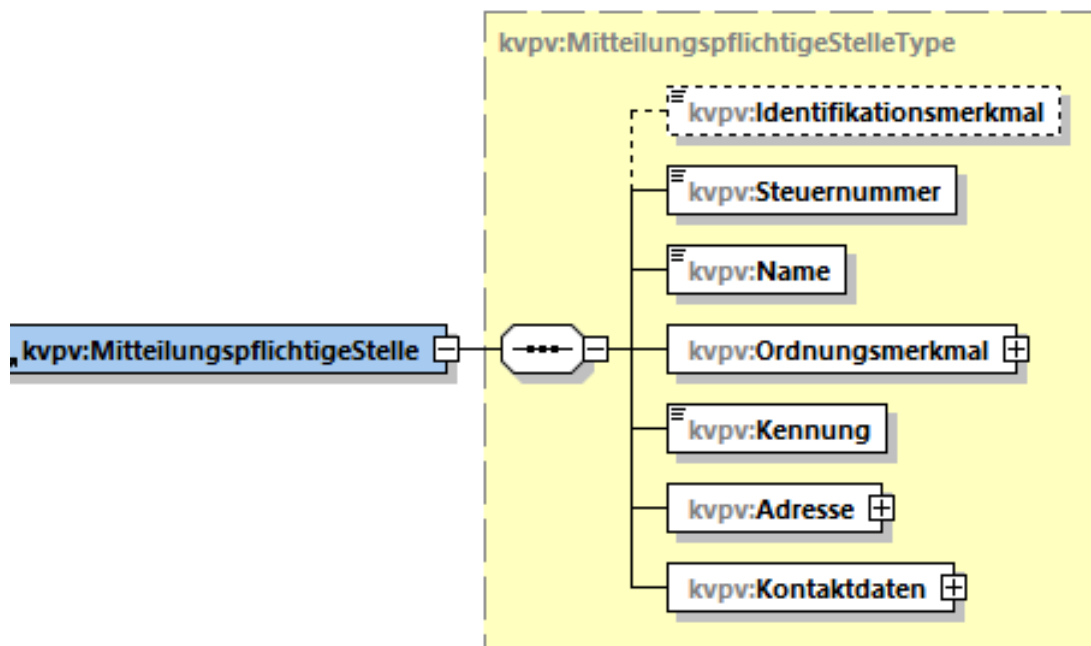 kvpv:MitteilungspflichtigeStelleType
kvpv:Identifikationsmerkmal
kvpv:Steuernummer
kvpv:Name
kvpv:MitteilungspflichtigeStelle
kvpv:Ordnungsmerkmal
kvpv:Kennung
kvpv:Adresse
kvpv:Kontaktdaten